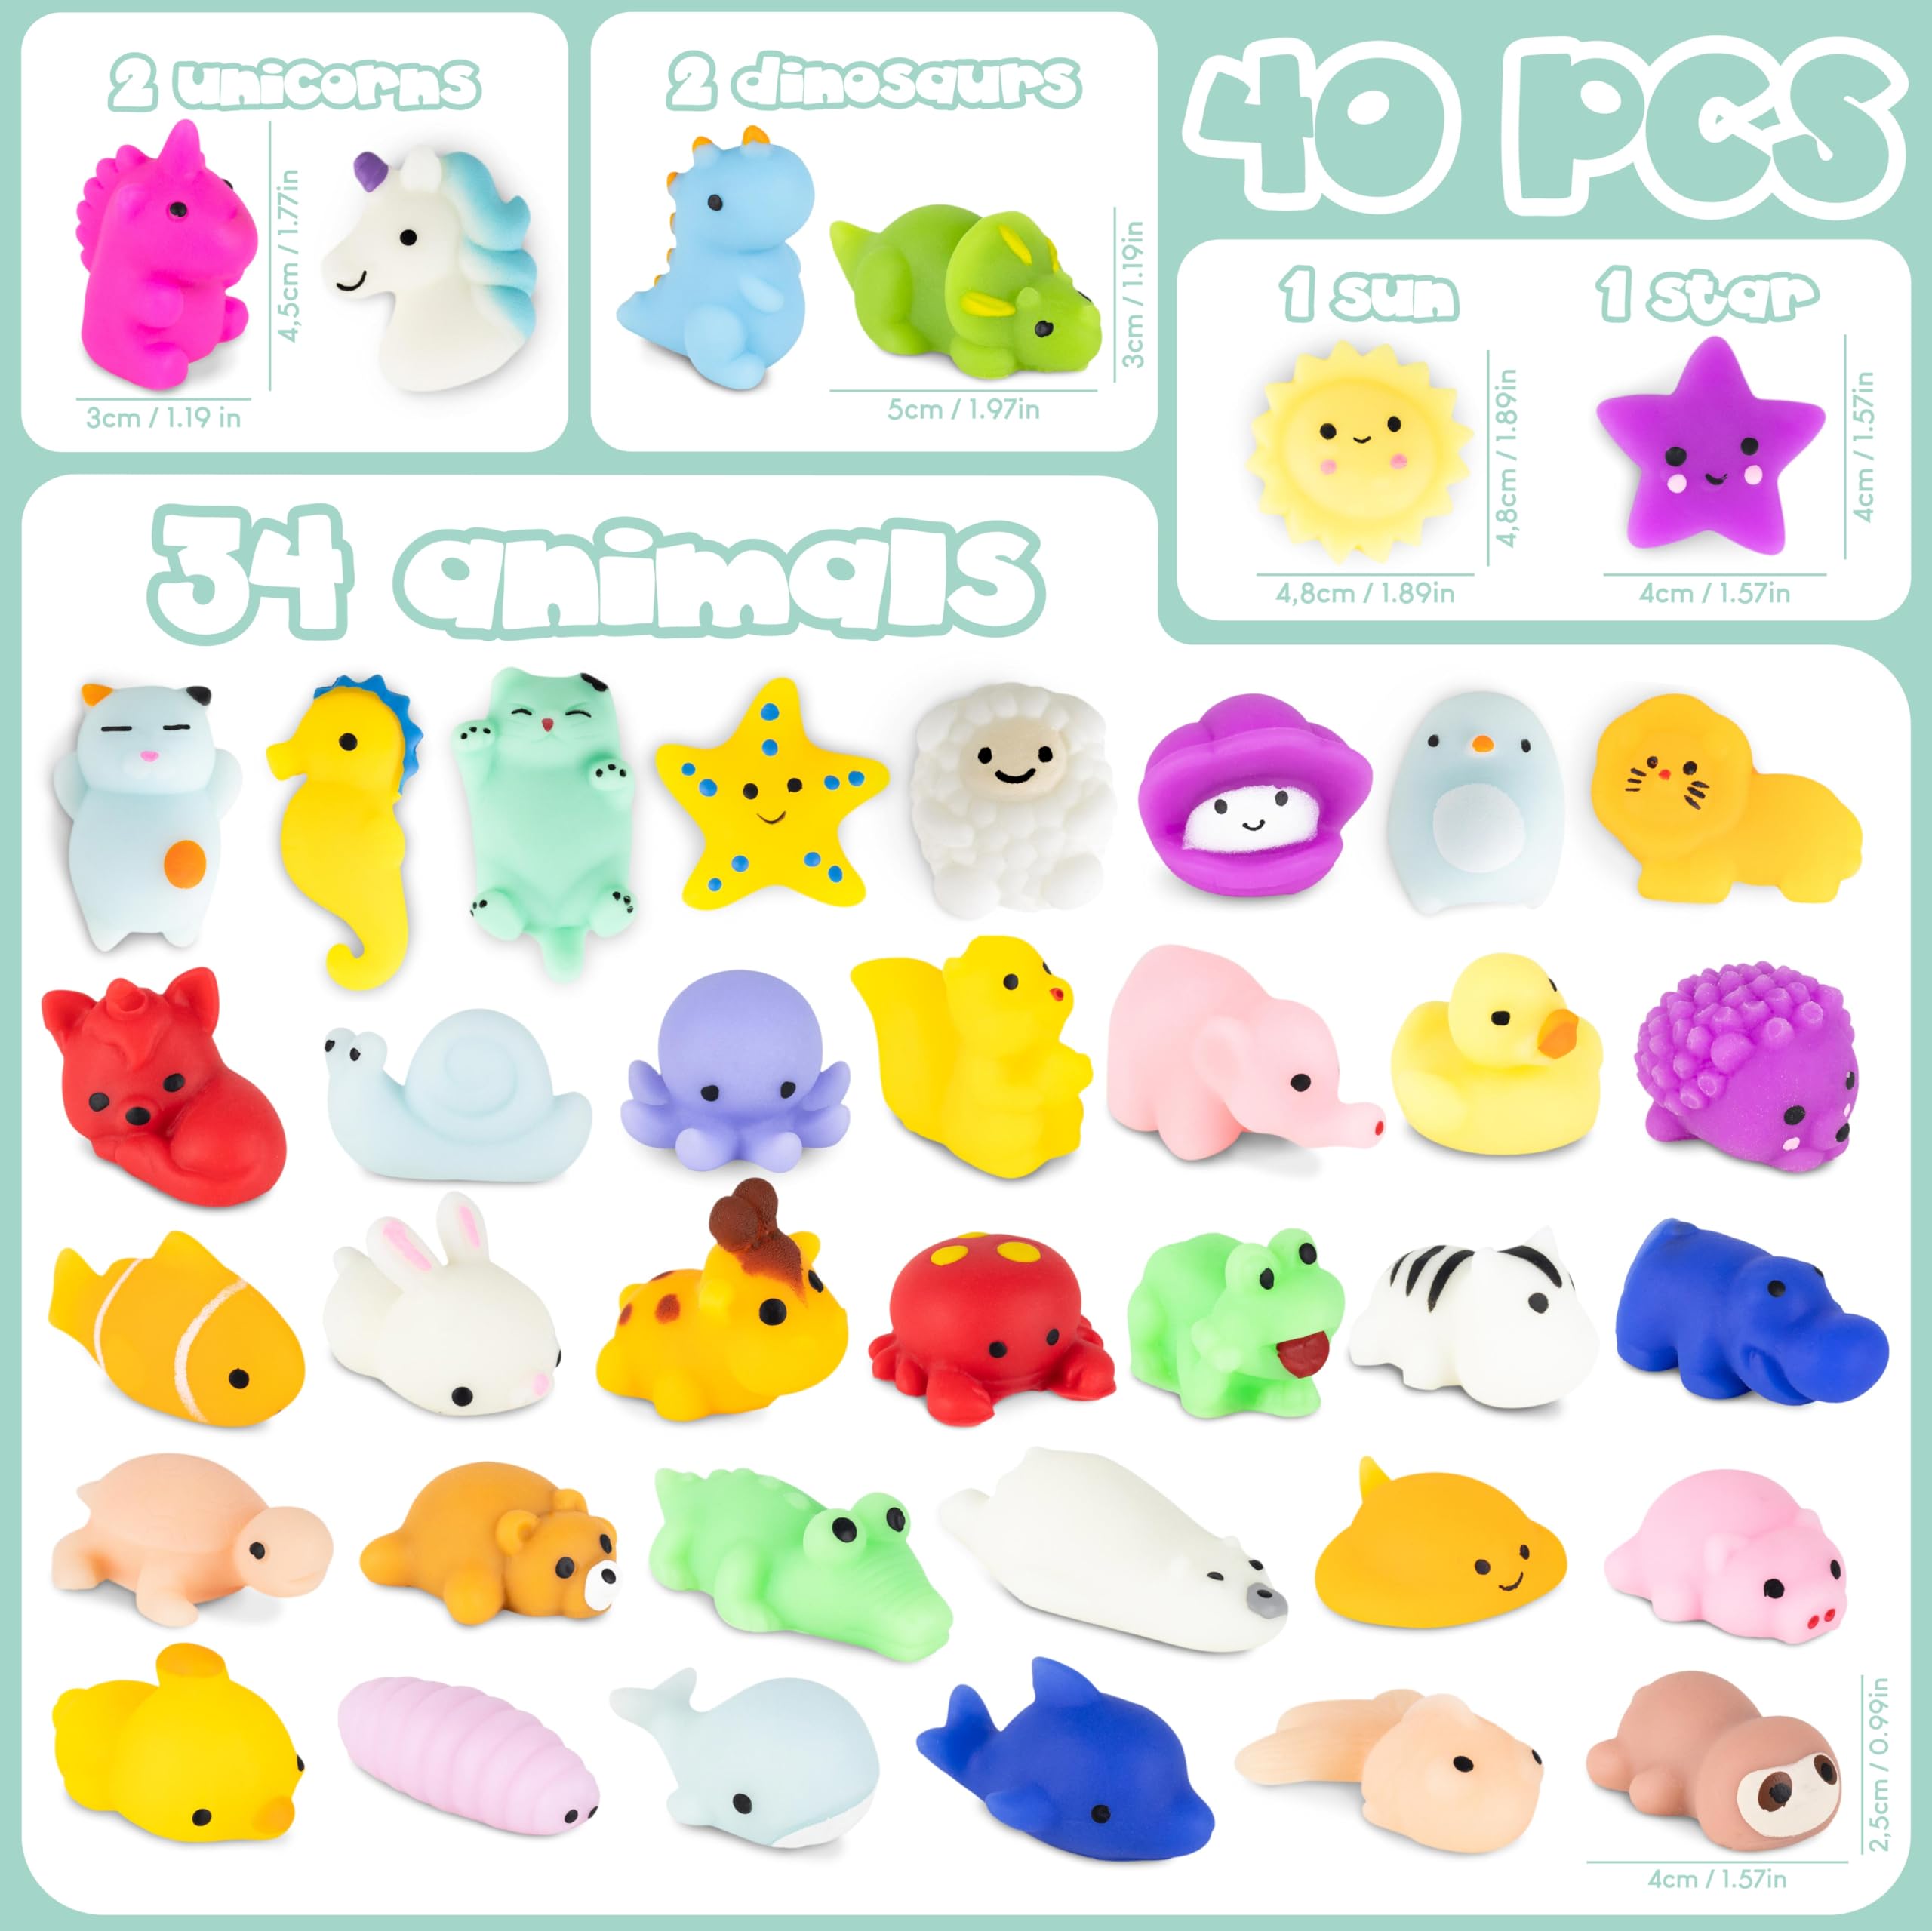 2 unicorns
4,5cm / 1.77in
3cm / 1.19 in
2 dinosaurs
3cm / 1.19in
5cm / 1.97in
40 PCS
1 sun
4,8cm / 1.89in
4,8cm / 1.89in
1 star
4cm / 1.57in
4cm / 1.57in
34 animals
2,5cm / 0.99in
4cm / 1.57in